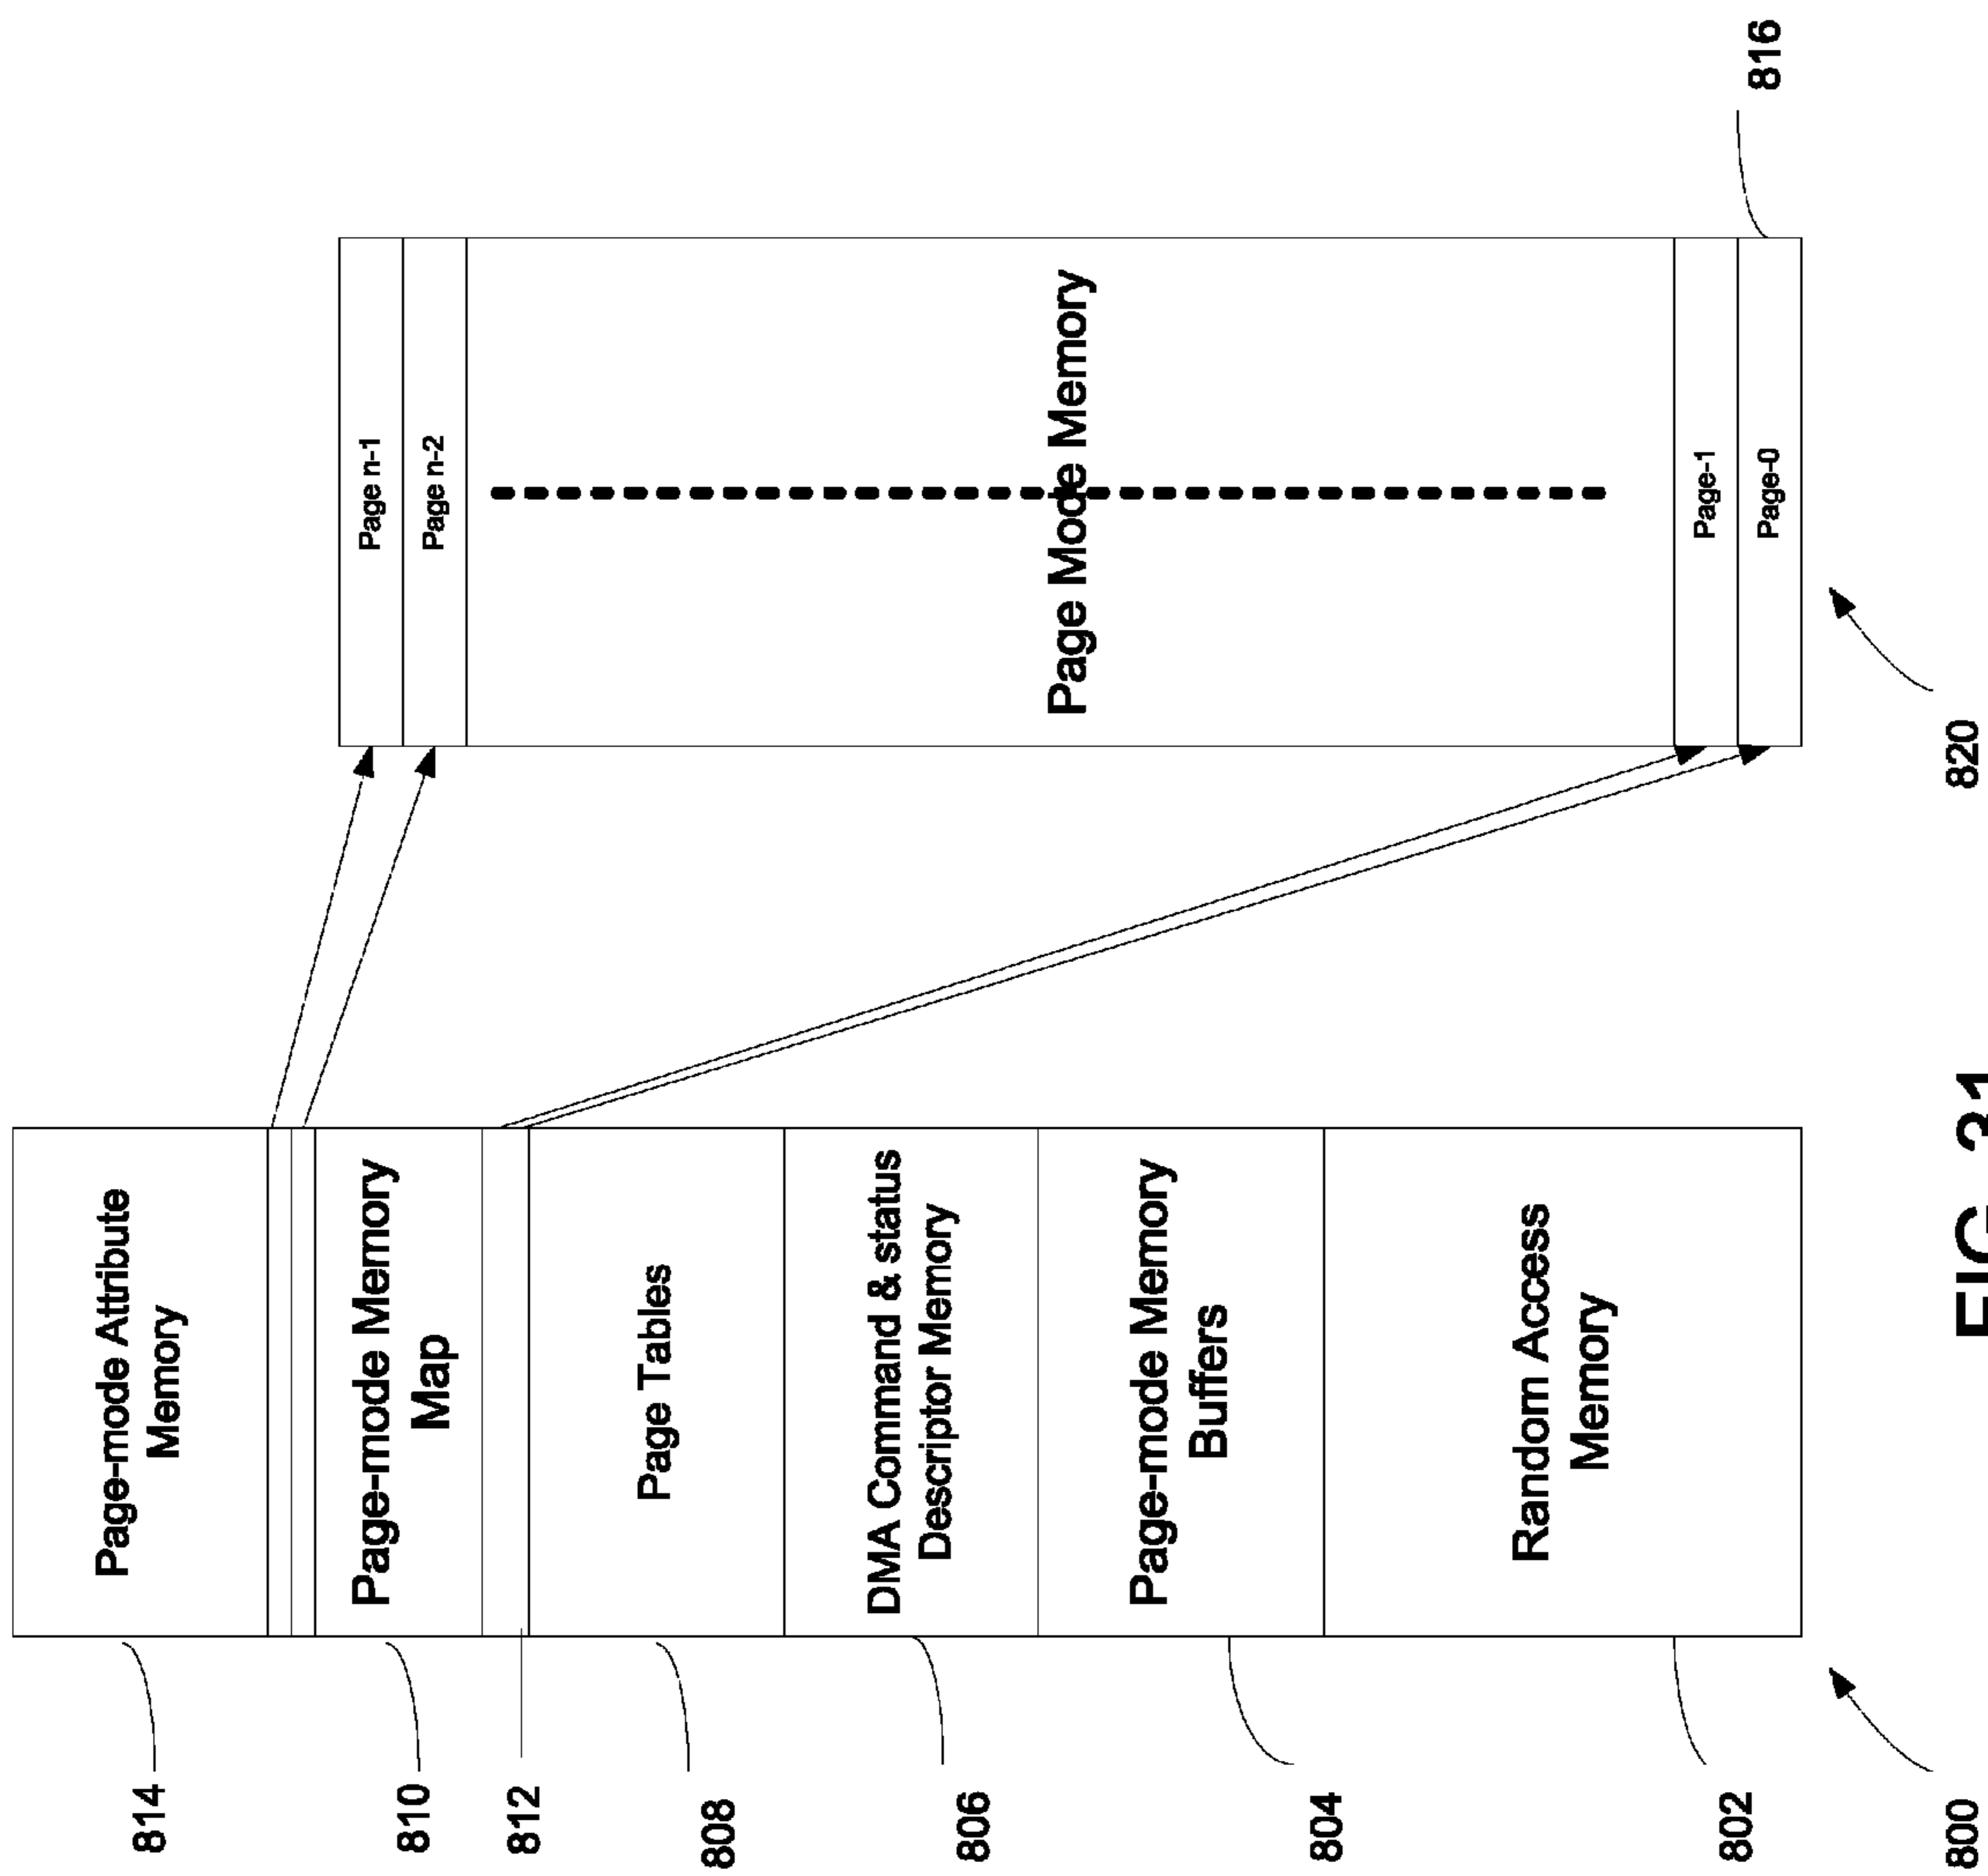 814
Page-mode Attribute
Memory
810
Page-mode Memory
Map
812
808
Page Tables
806
DMA Command & status
Descriptor Memory
804
Page-mode Memory
Buffers
802
Random Access
Memory
800
Page n-1
Page n-2
Page Mode Memory
Page-1
Page-0
816
820
FIG